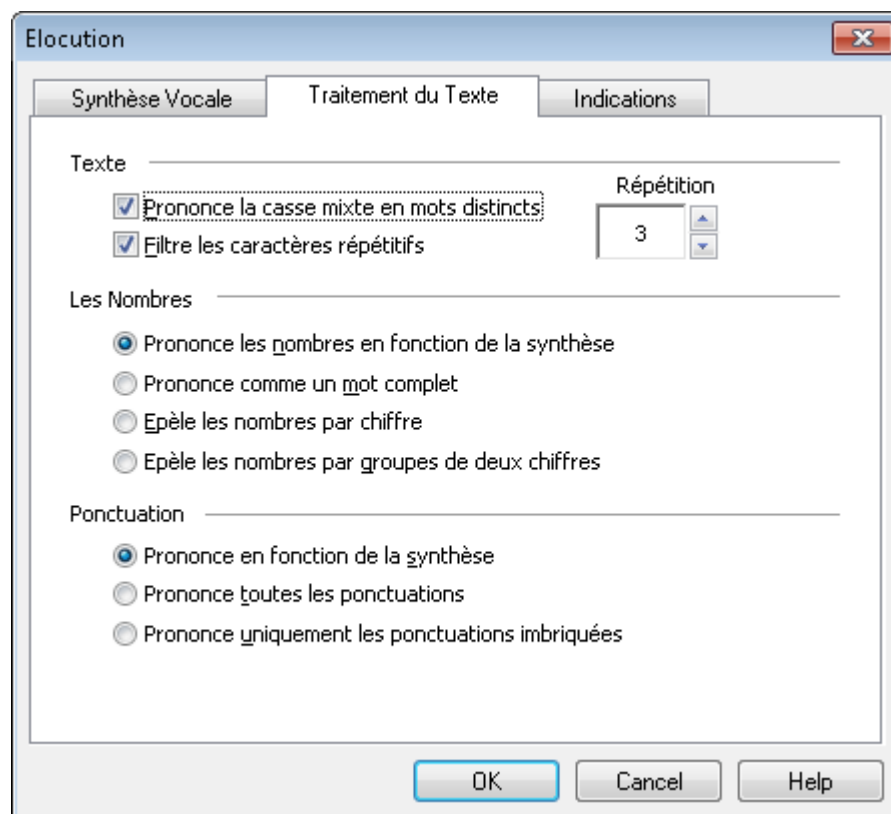 Elocution
Synthèse Vocale Traitement du Texte Indications
Texte
Répétition
Prononce la casse mixte en mots distincts
3
Filtre les caractères répétitifs
Les Nombres
Prononce les nombres en fonction de la synthèse
Prononce comme un mot complet
Epèle les nombres par chiffre
Epèle les nombres par groupes de deux chiffres
Ponctuation
Prononce en fonction de la synthèse
Prononce toutes les ponctuations
Prononce uniquement les ponctuations imbriquées
OK Cancel Help